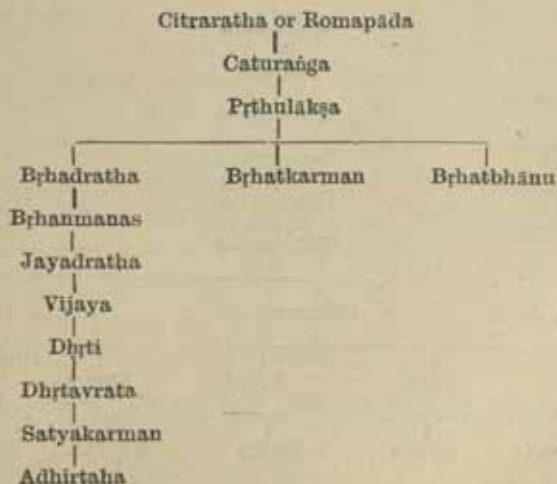 Citraratha or Romapāda
Caturaṅga
Pṛthulākṣa
Bṛhadratha Bṛhatkarman Bṛhatbhānu
Bṛhanmanas
Jayadratha
Vijaya
Dhṛti
Dhṛtavrata
Satyakarman
Adhirtaha